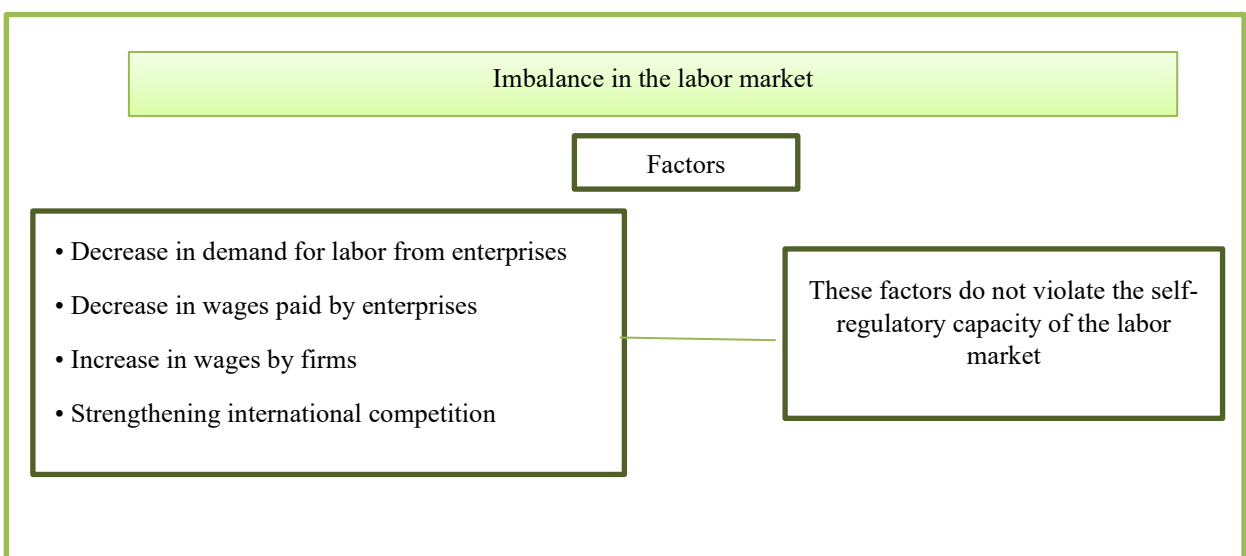 Imbalance in the labor market
Factors
• Decrease in demand for labor from enterprises
• Decrease in wages paid by enterprises
• Increase in wages by firms
• Strengthening international competition
These factors do not violate the self-
regulatory capacity of the labor
market